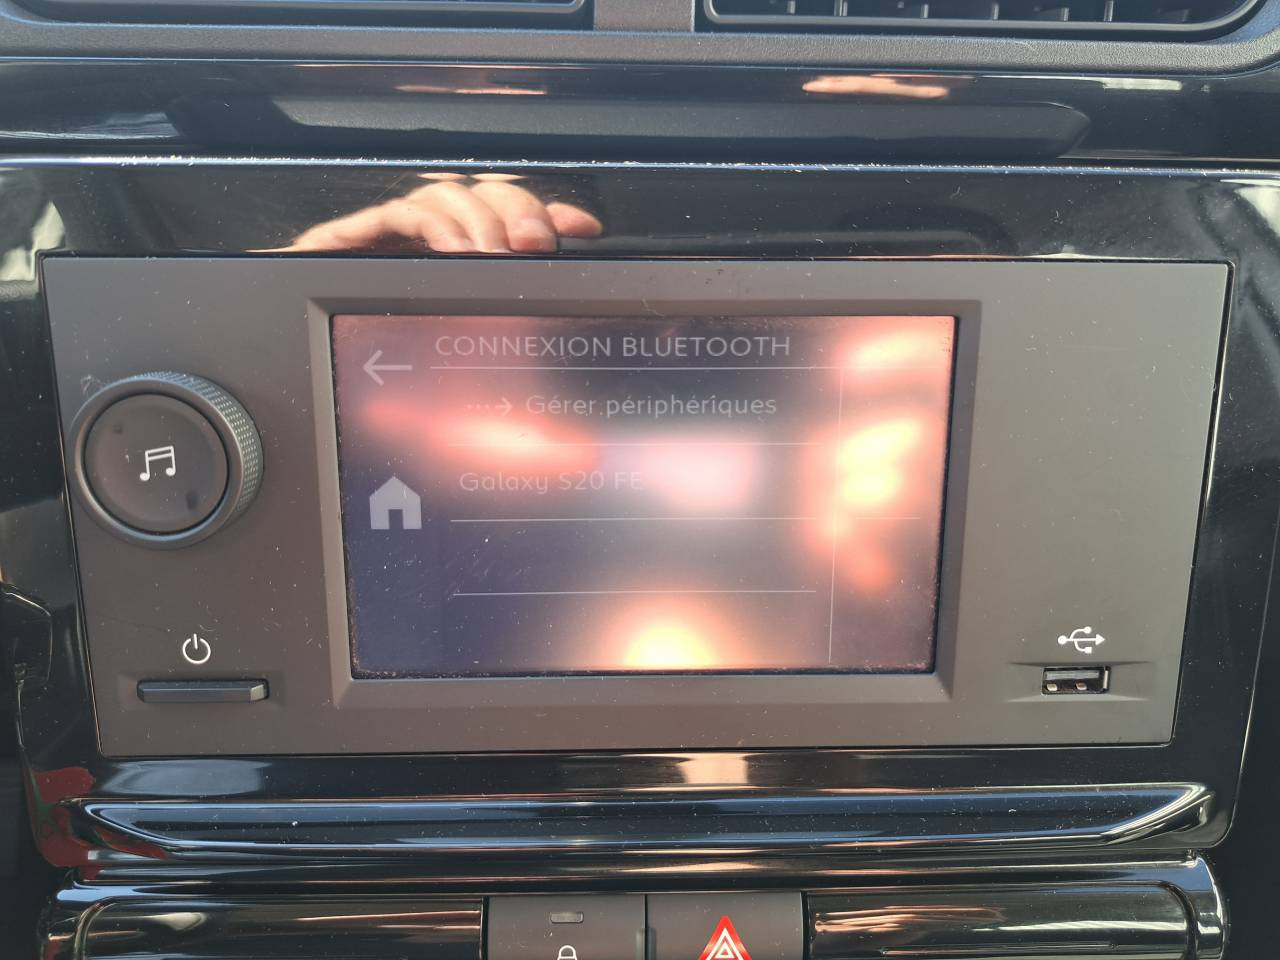 CONNEXION BLUETOOTH
Gérer périphériques
Galaxy S20 FE